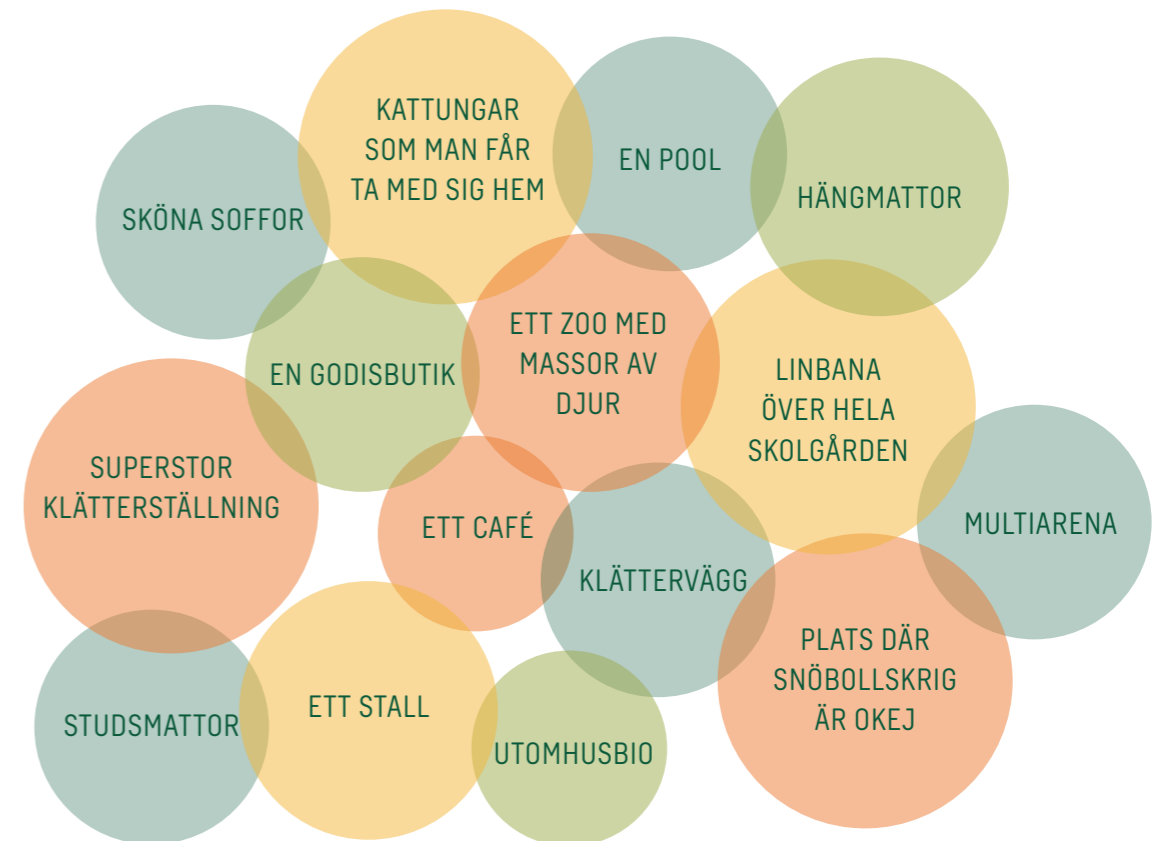 KATTUNGAR
SOM MAN FÅR
TA MED SIG HEM
EN POOL
HÄNGMATTOR
SKÖNA SOFFOR
ETT ZOO MED
MASSOR AV
DJUR
EN GODISBUTIK
LINBANA
ÖVER HELA
SKOLGÅRDEN
SUPERSTOR
KLÄTTERSTÄLLNING
ETT CAFÉ
MULTIARENA
KLÄTTERVÄGG
PLATS DÄR
SNÖBOLLSKRIG
ÄR OKEJ
ETT STALL
STUDSMATTOR
UTOMHUSBIO